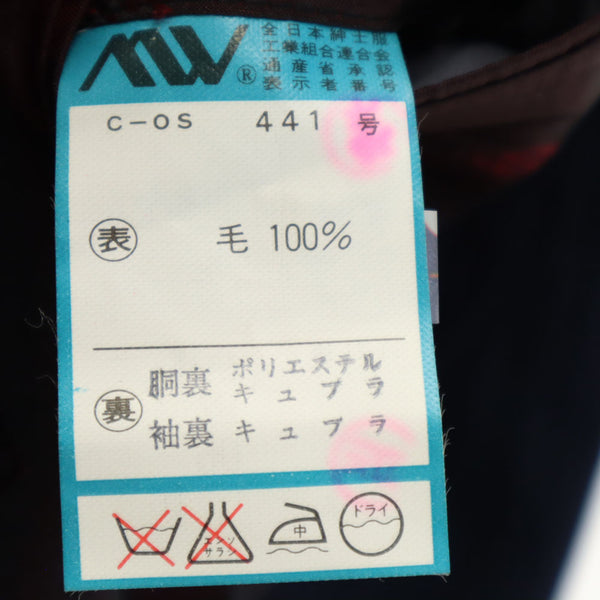 MW®
全日本紳士服
工業組合連合会
通産省承認
表示者番号
C-OS 441 号
表 毛 100%
裏
胴裏 ポリエステル
キュプラ
袖裏 キュプラ
エンソ
サラシ
中
ドライ